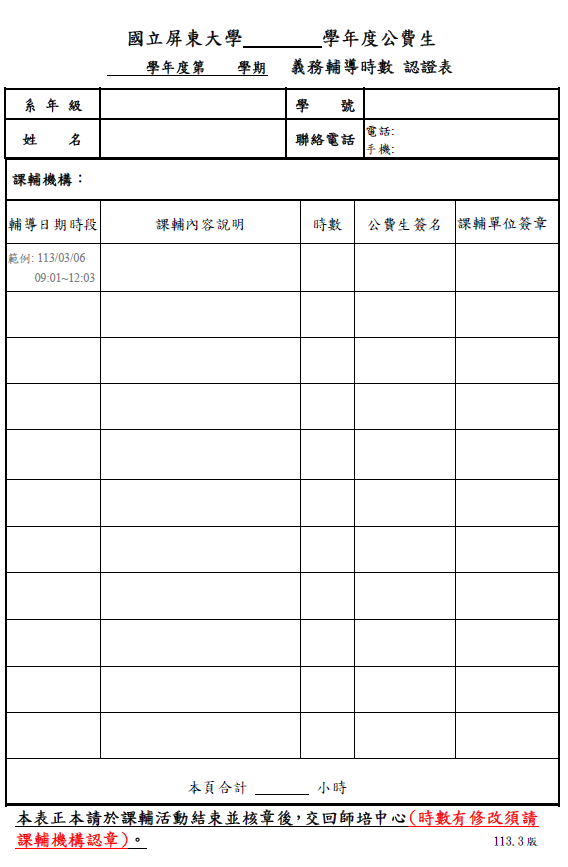 國立屏東大學________學年度公費生
____學年度第　　學期　義務輔導時數 認證表
系 年 級
學　　號
姓　　名
聯絡電話
電話:
手機:
課輔機構：
輔導日期時段　課輔內容說明　時數　公費生簽名　課輔單位簽章
範例: 113/03/06
09:01~12:03
本頁合計 ______ 小時
本表正本請於課輔活動結束並核章後，交回師培中心(時數有修改須請
課輔機構認章)。
113.3版